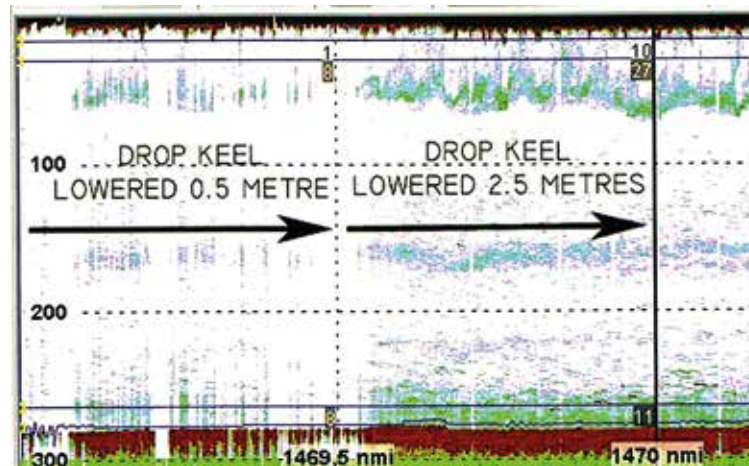 1 10
8 27
100
DROP KEEL DROP KEEL
LOWERED 0.5 METRE LOWERED 2.5 METRES
200
8 11
300
1469.5 nmi 1470 nmi